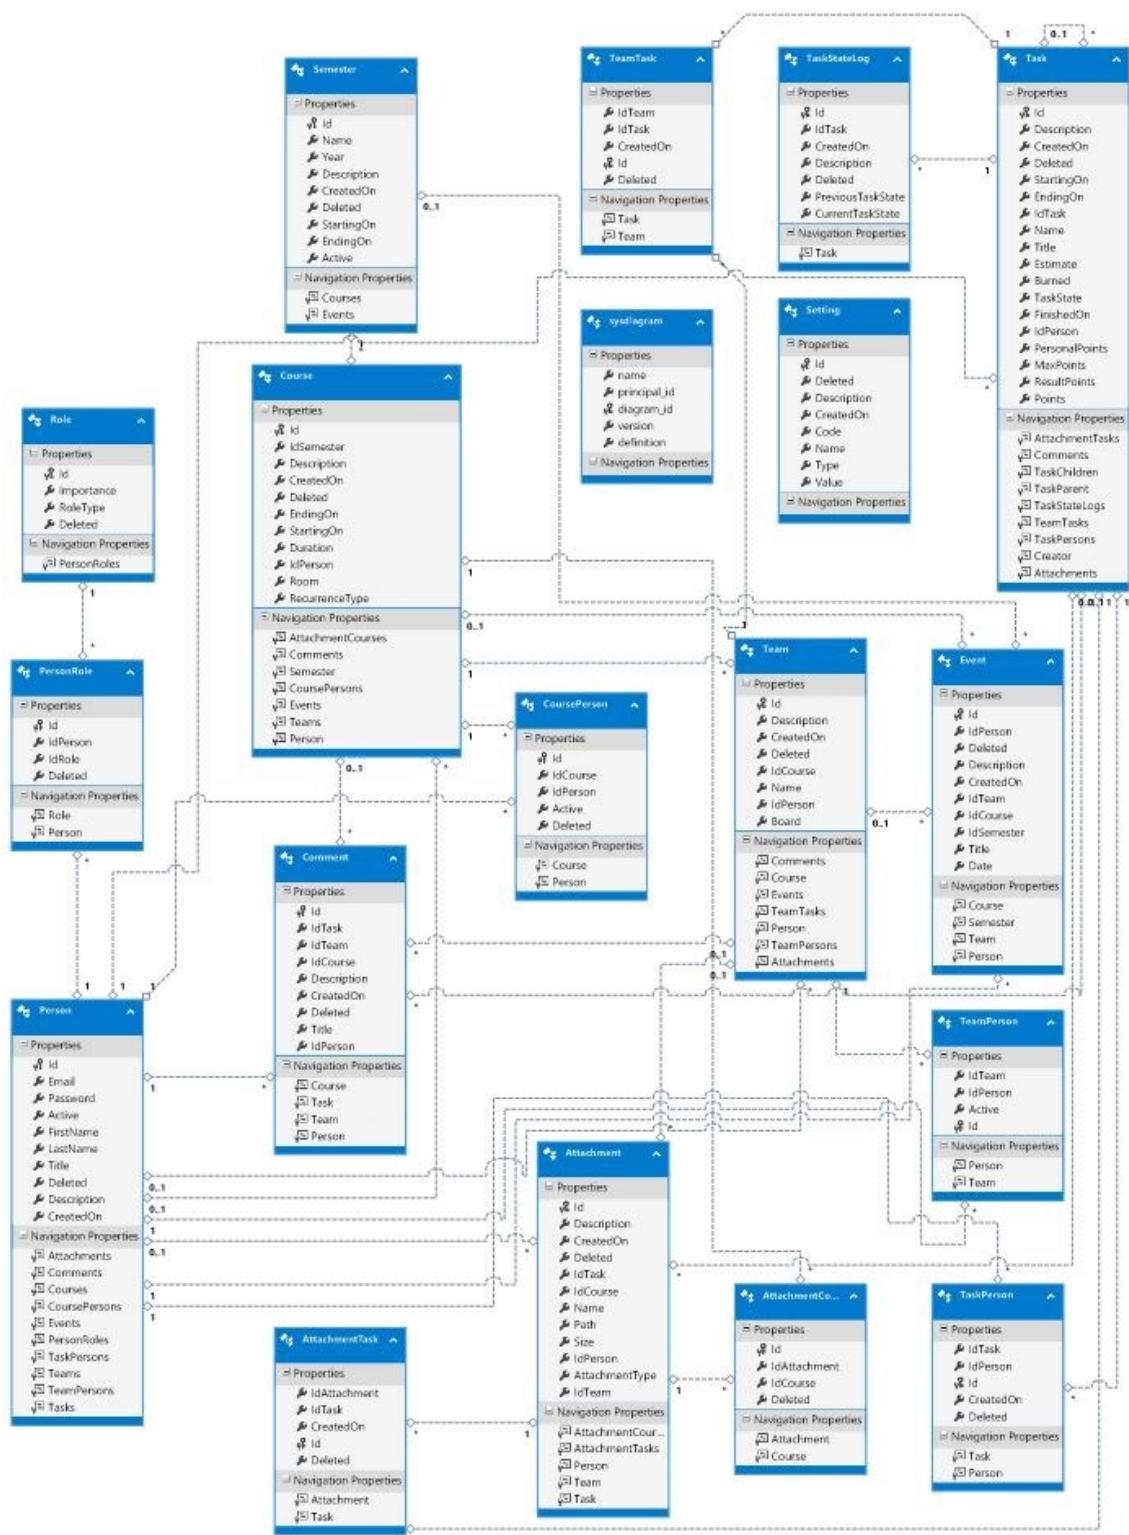 Semester
Properties
Id
Name
Year
Description
CreatedOn
Deleted
StartingOn
EndingOn
Active
Navigation Properties
Courses
Events
TeamTask
Properties
IdTeam
IdTask
CreatedOn
Id
Deleted
Navigation Properties
Task
Team
TaskStateLog
Properties
Id
IdTask
CreatedOn
Description
Deleted
PreviousTaskState
CurrentTaskState
Navigation Properties
Task
Task
Properties
Id
Description
CreatedOn
Deleted
StartingOn
EndingOn
IdTask
Name
Title
Estimate
Burned
TaskState
FinishedOn
IdPerson
PersonalPoints
MaxPoints
ResultPoints
Points
Navigation Properties
AttachmentTasks
Comments
TaskChildren
TaskParent
TaskStateLogs
TeamTasks
TaskPersons
Creator
Attachments
sysdiagram
Properties
name
principal_id
diagram_id
version
definition
Navigation Properties
Setting
Properties
Id
Deleted
Description
CreatedOn
Code
Name
Type
Value
Navigation Properties
Course
Properties
Id
IdSemester
Description
CreatedOn
Deleted
EndingOn
StartingOn
Duration
IdPerson
Room
RecurrenceType
Navigation Properties
AttachmentCourses
Comments
Semester
CoursePersons
Events
Teams
Person
Role
Properties
Id
Importance
RoleType
Deleted
Navigation Properties
PersonRoles
PersonRole
Properties
Id
IdPerson
IdRole
Deleted
Navigation Properties
Role
Person
CoursePerson
Properties
Id
IdCourse
IdPerson
Active
Deleted
Navigation Properties
Course
Person
Team
Properties
Id
Description
CreatedOn
Deleted
IdCourse
Name
IdPerson
Board
Navigation Properties
Comments
Course
Events
TeamTasks
Person
TeamPersons
Attachments
Event
Properties
Id
IdPerson
Deleted
Description
CreatedOn
IdTeam
IdCourse
IdSemester
Title
Date
Navigation Properties
Course
Semester
Team
Person
Comment
Properties
Id
IdTask
IdTeam
IdCourse
Description
CreatedOn
Deleted
Title
IdPerson
Navigation Properties
Course
Task
Team
Person
Person
Properties
Id
Email
Password
Active
FirstName
LastName
Title
Deleted
Description
CreatedOn
Navigation Properties
Attachments
Comments
Courses
CoursePersons
Events
PersonRoles
TaskPersons
Teams
TeamPersons
Tasks
TeamPerson
Properties
IdTeam
IdPerson
Active
Id
Navigation Properties
Person
Team
Attachment
Properties
Id
Description
CreatedOn
Deleted
IdTask
IdCourse
Name
Path
Size
IdPerson
AttachmentType
IdTeam
Navigation Properties
AttachmentCour...
AttachmentTasks
Person
Team
Task
AttachmentCo...
Properties
Id
IdAttachment
IdCourse
Deleted
Navigation Properties
Attachment
Course
TaskPerson
Properties
IdTask
IdPerson
Id
CreatedOn
Deleted
Navigation Properties
Task
Person
AttachmentTask
Properties
IdAttachment
IdTask
CreatedOn
Id
Deleted
Navigation Properties
Attachment
Task